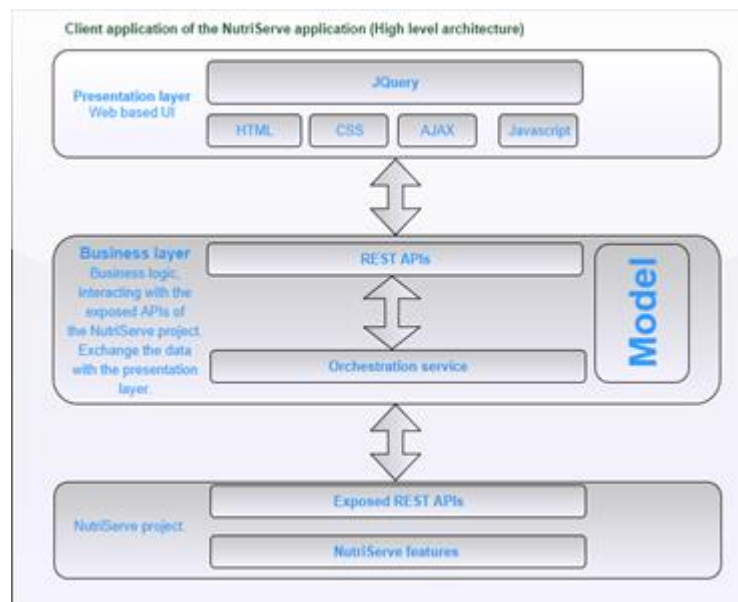 Client application of the NutriServe application (High level architecture)
JQuery
Presentation layer
Web based UI
HTML
CSS
AJAX
Javascript
Business layer
Business logic,
interacting with the
exposed APIs of
the NutriServe project.
Exchange the data
with the presentation
layer.
REST APIs
Orchestration service
Model
Exposed REST APIs
NutriServe project.
NutriServe features